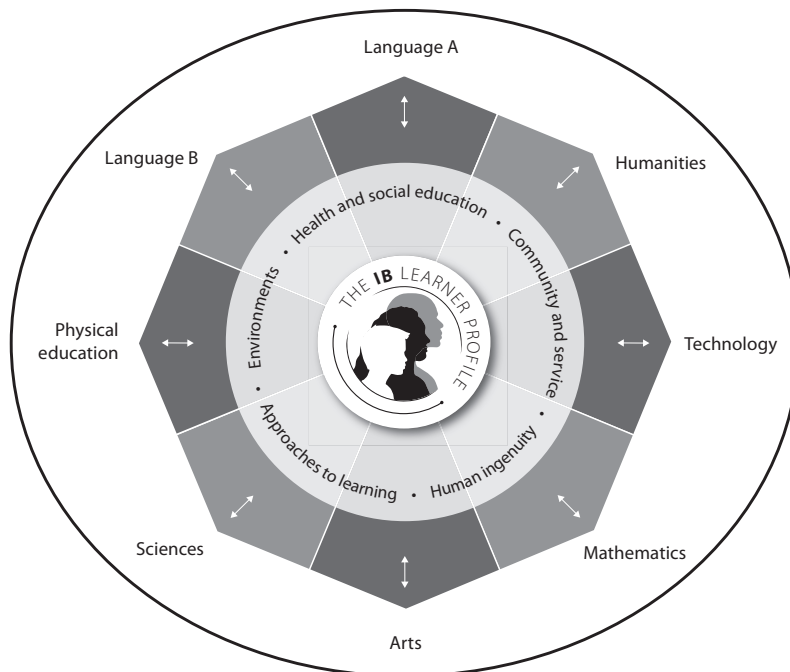 Language A
Language B
Humanities
Health and social education • Community and service • Human ingenuity • Approaches to learning • Environments •
THE IB LEARNER PROFILE
Physical
education
Technology
Sciences
Mathematics
Arts